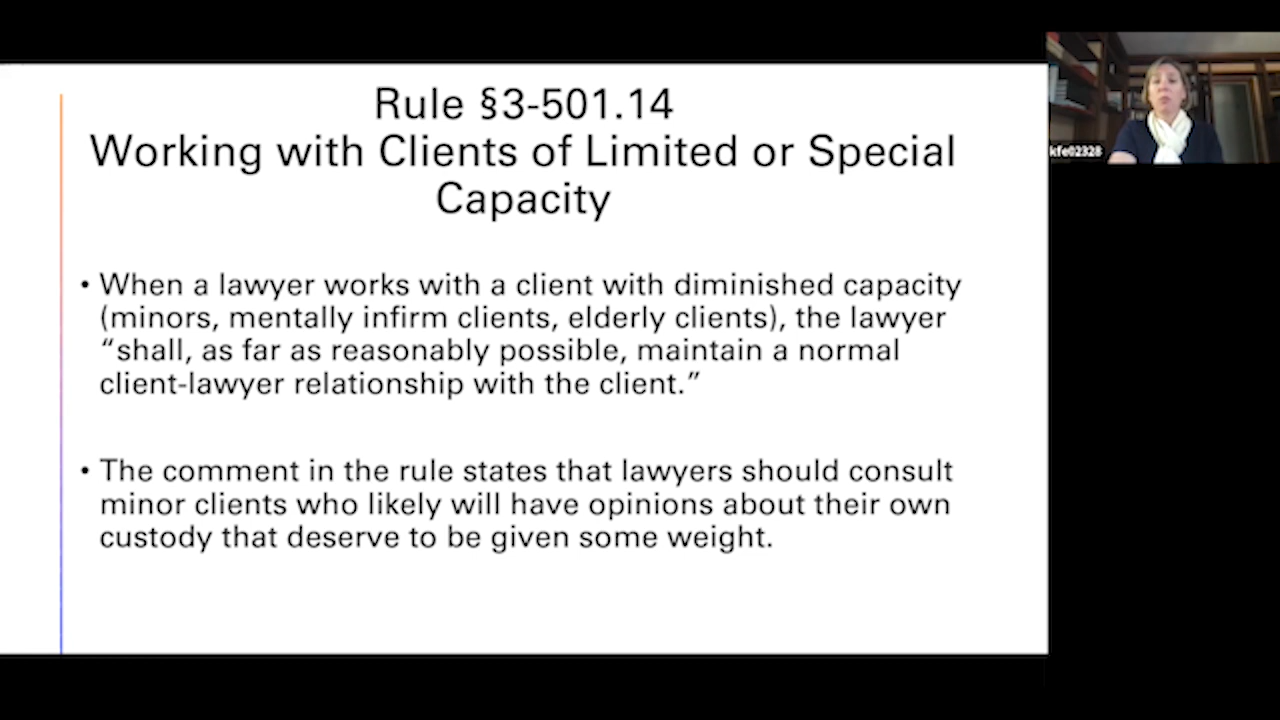 Rule §3-501.14
Working with Clients of Limited or Special
Capacity
• When a lawyer works with a client with diminished capacity
(minors, mentally infirm clients, elderly clients), the lawyer
“shall, as far as reasonably possible, maintain a normal
client-lawyer relationship with the client.”
• The comment in the rule states that lawyers should consult
minor clients who likely will have opinions about their own
custody that deserve to be given some weight.
kfe02328